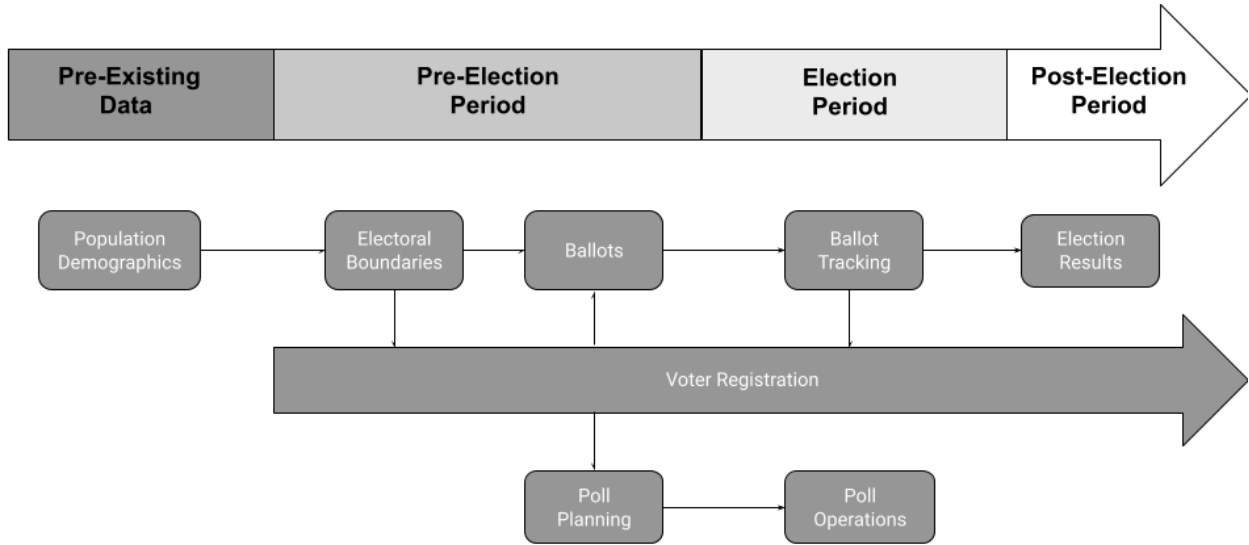 Pre-Existing
Data
Pre-Election
Period
Election
Period
Post-Election
Period
Population
Demographics
Electoral
Boundaries
Ballots
Ballot
Tracking
Election
Results
Voter Registration
Poll
Planning
Poll
Operations